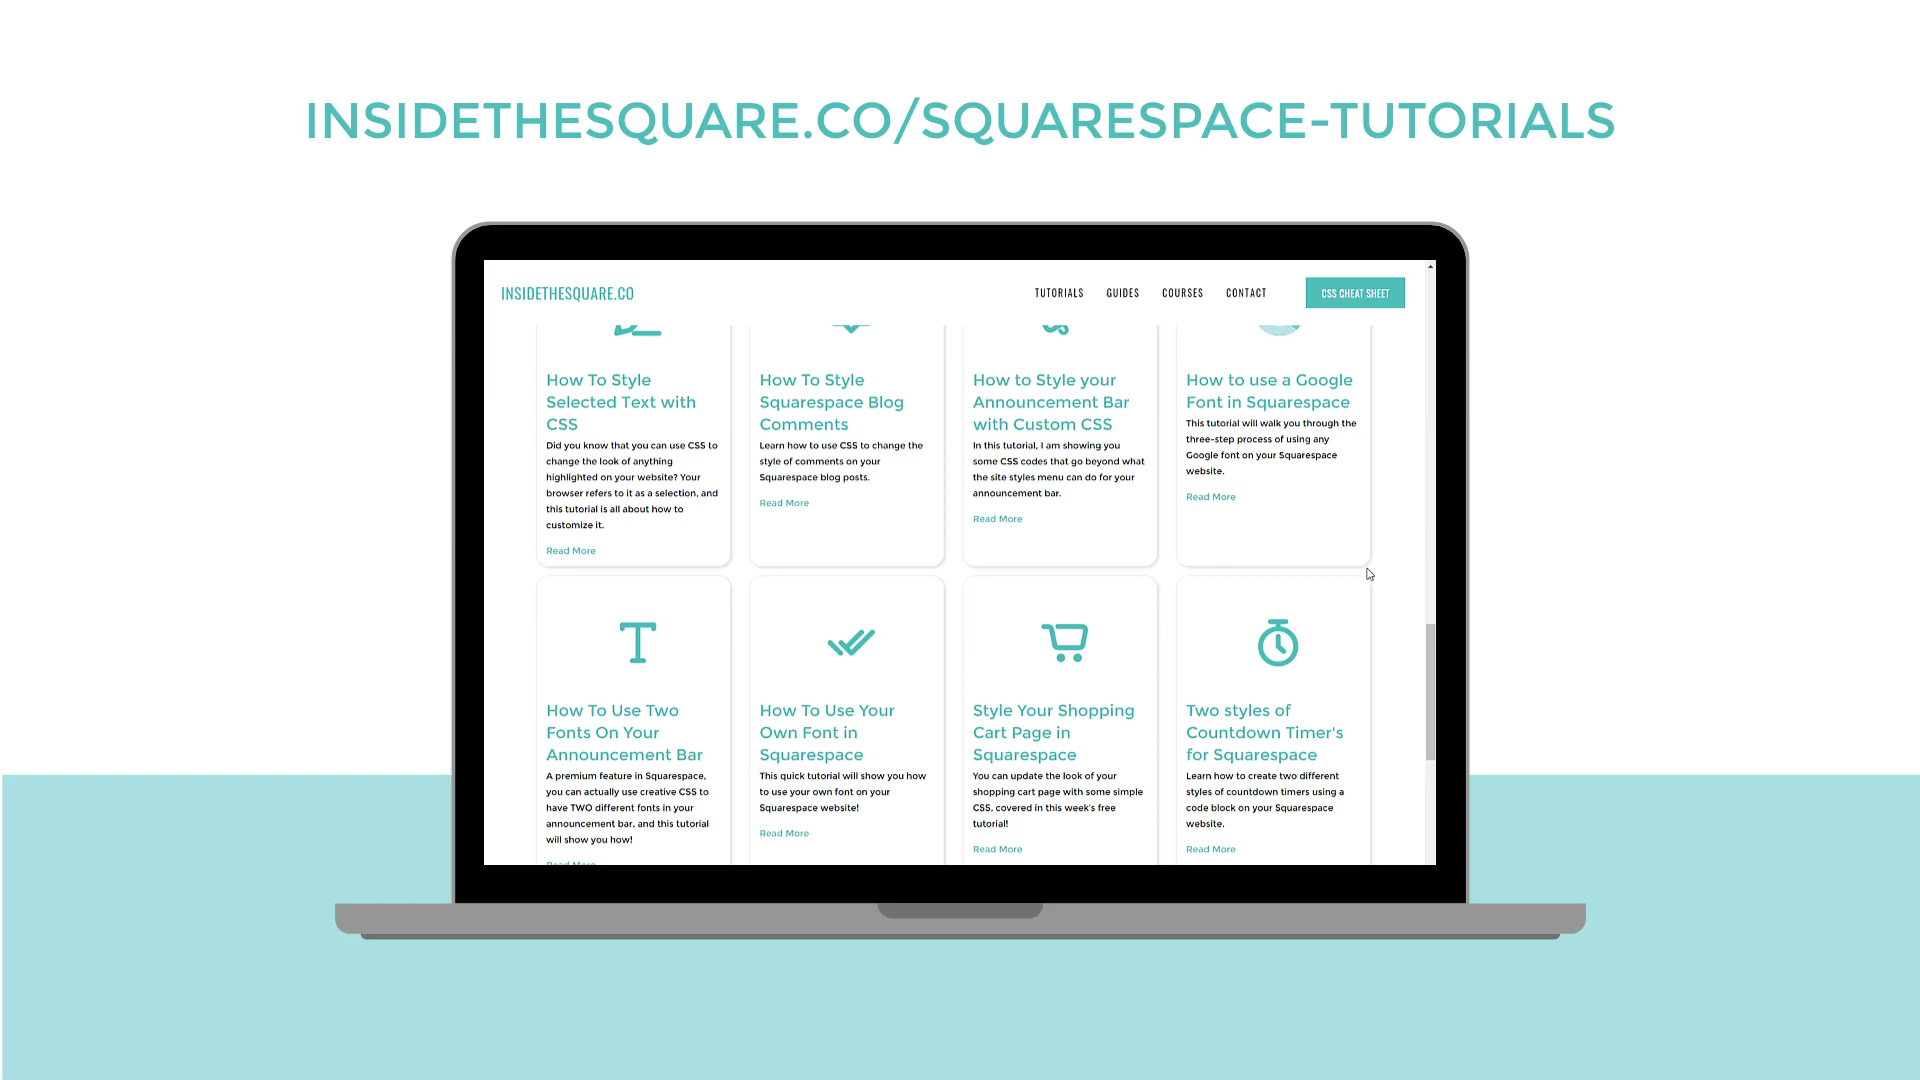 INSIDETHESQUARE.CO/SQUARESPACE-TUTORIALS
INSIDETHESQUARE.CO
TUTORIALS
GUIDES
COURSES
CONTACT
CSS CHEAT SHEET
How To Style
Selected Text with
CSS
Did you know that you can use CSS to
change the look of anything
highlighted on your website? Your
browser refers to it as a selection, and
this tutorial is all about how to
customize it.
Read More
How To Style
Squarespace Blog
Comments
Learn how to use CSS to change the
style of comments on your
Squarespace blog posts.
Read More
How to Style your
Announcement Bar
with Custom CSS
In this tutorial, I am showing you
some CSS codes that go beyond what
the site styles menu can do for your
announcement bar.
Read More
How to use a Google
Font in Squarespace
This tutorial will walk you through the
three-step process of using any
Google font on your Squarespace
website.
Read More
How To Use Two
Fonts On Your
Announcement Bar
A premium feature in Squarespace,
you can actually use creative CSS to
have TWO different fonts in your
announcement bar, and this tutorial
will show you how!
Read More
How To Use Your
Own Font in
Squarespace
This quick tutorial will show you how
to use your own font on your
Squarespace website!
Read More
Style Your Shopping
Cart Page in
Squarespace
You can update the look of your
shopping cart page with some simple
CSS, covered in this week's free
tutorial!
Read More
Two styles of
Countdown Timer's
for Squarespace
Learn how to create two different
styles of countdown timers using a
code block on your Squarespace
website.
Read More